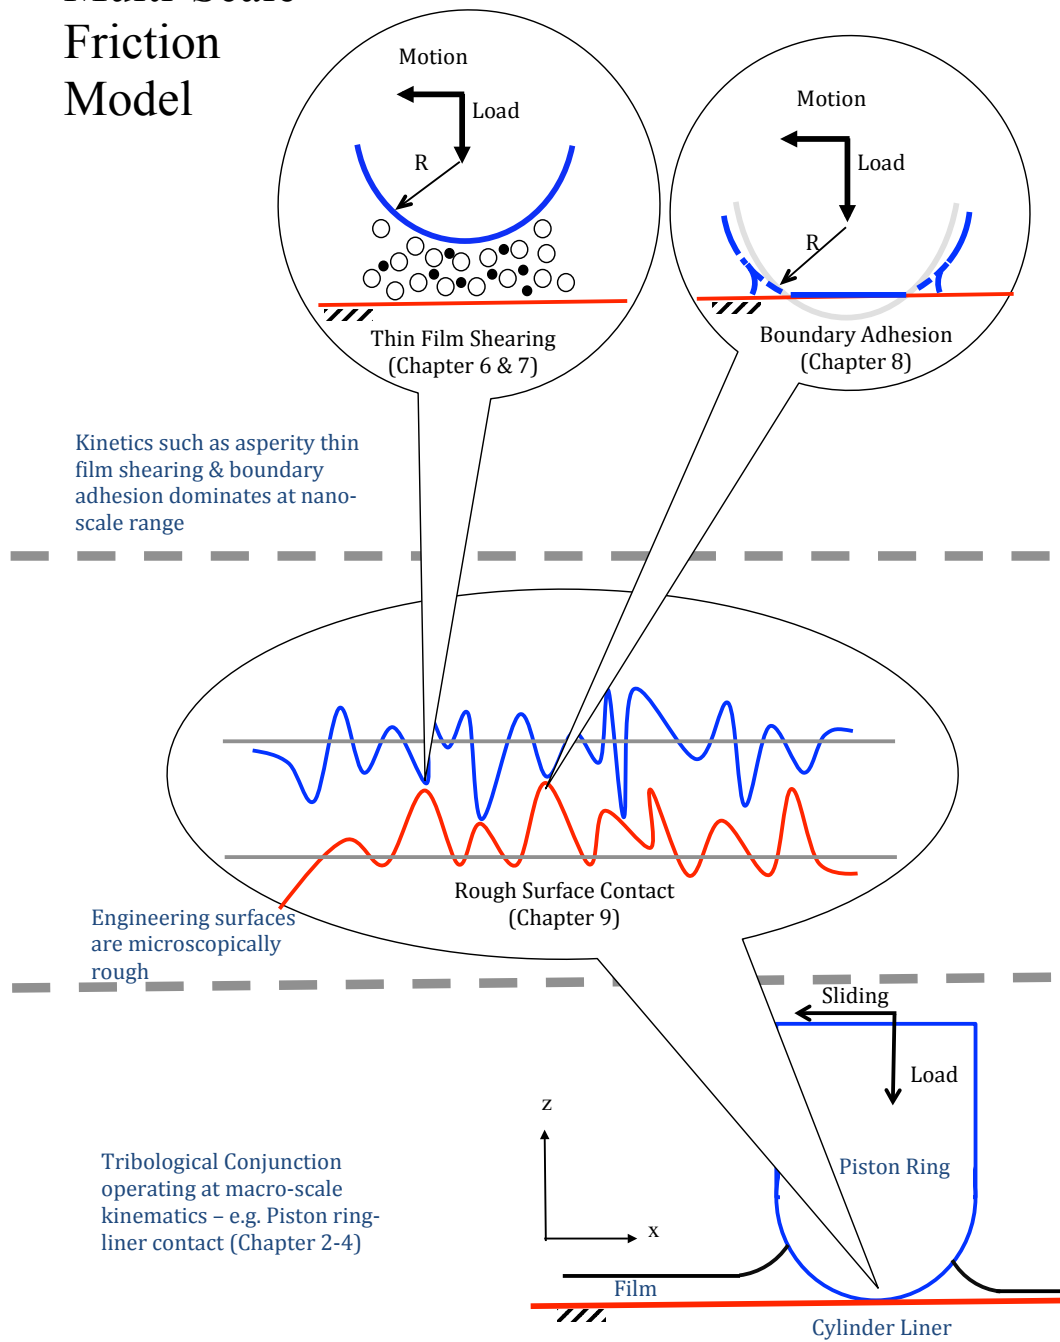 Friction
Model
Motion
Load
R
Thin Film Shearing
(Chapter 6 & 7)
Motion
Load
R
Boundary Adhesion
(Chapter 8)
Kinetics such as asperity thin
film shearing & boundary
adhesion dominates at nano-
scale range
Rough Surface Contact
(Chapter 9)
Engineering surfaces
are microscopically
rough
Sliding
Load
z
x
Piston Ring
Tribological Conjunction
operating at macro-scale
kinematics – e.g. Piston ring-
liner contact (Chapter 2-4)
Film
Cylinder Liner